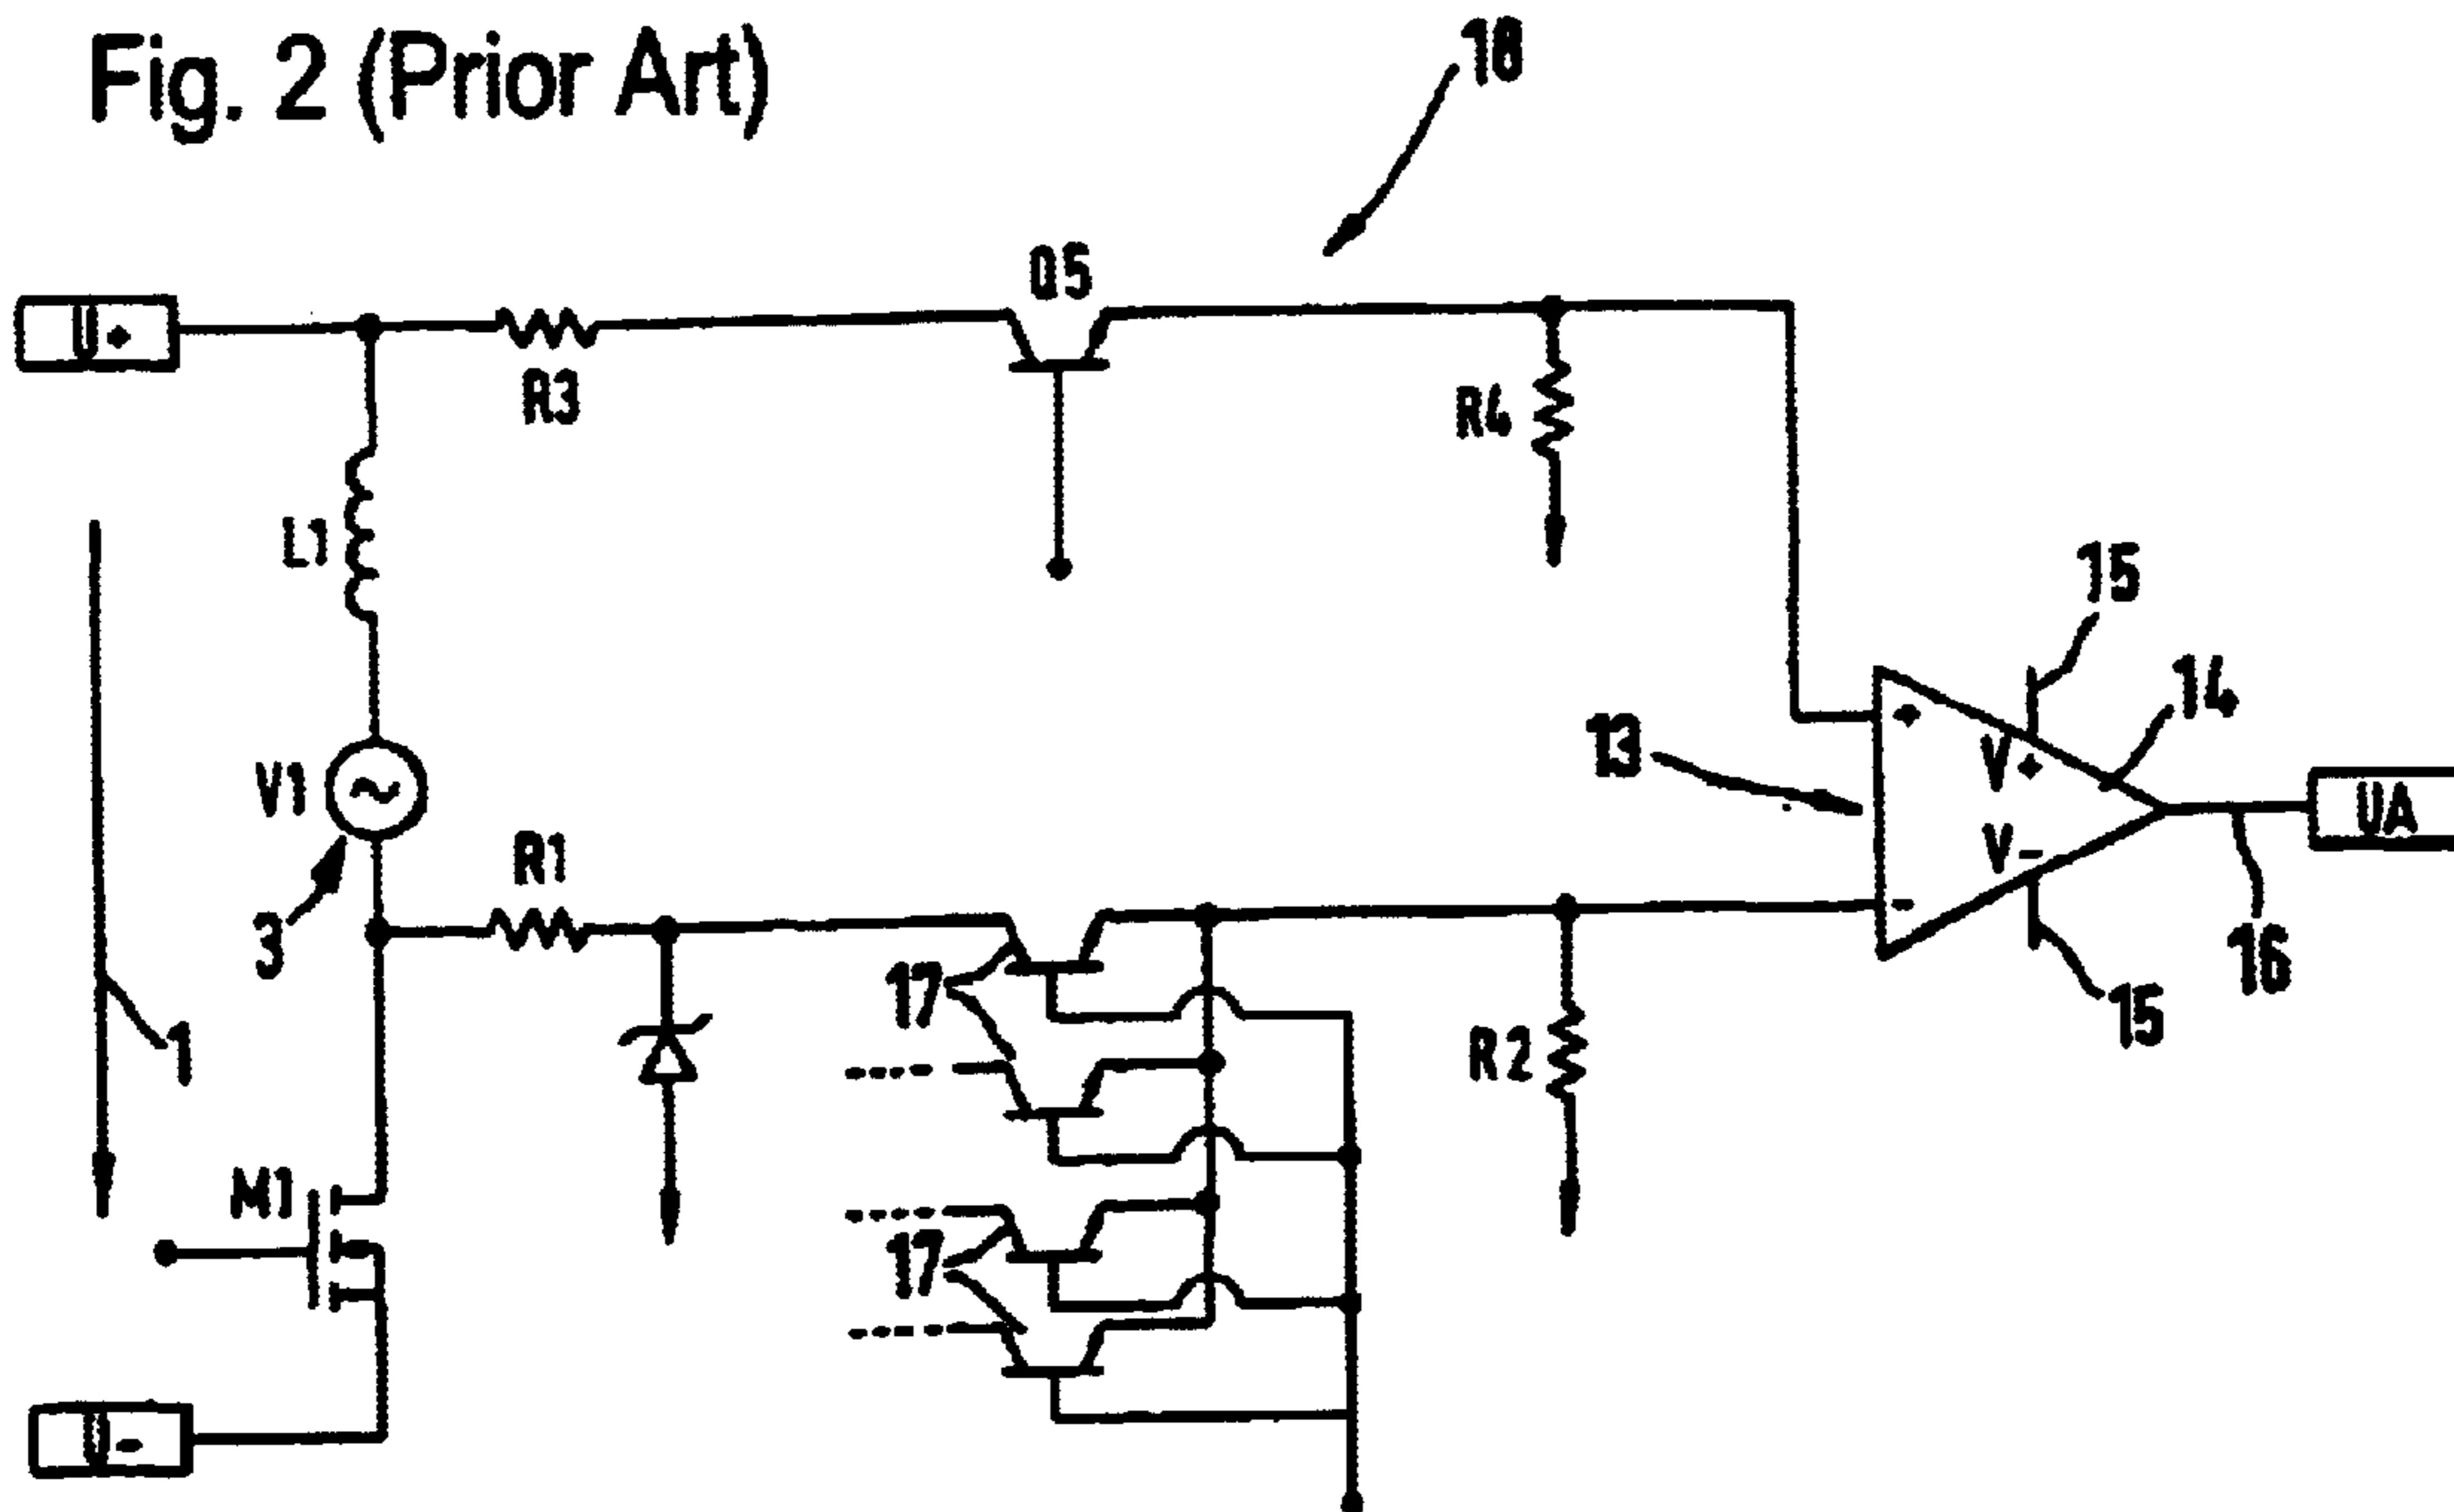 Fig. 2 (Prior Art)
18
Q5
U+
R3
R4
L1
15
14
13
V+
V1
UA
R1
V-
3
17
16
15
1
R2
M1
17
U-